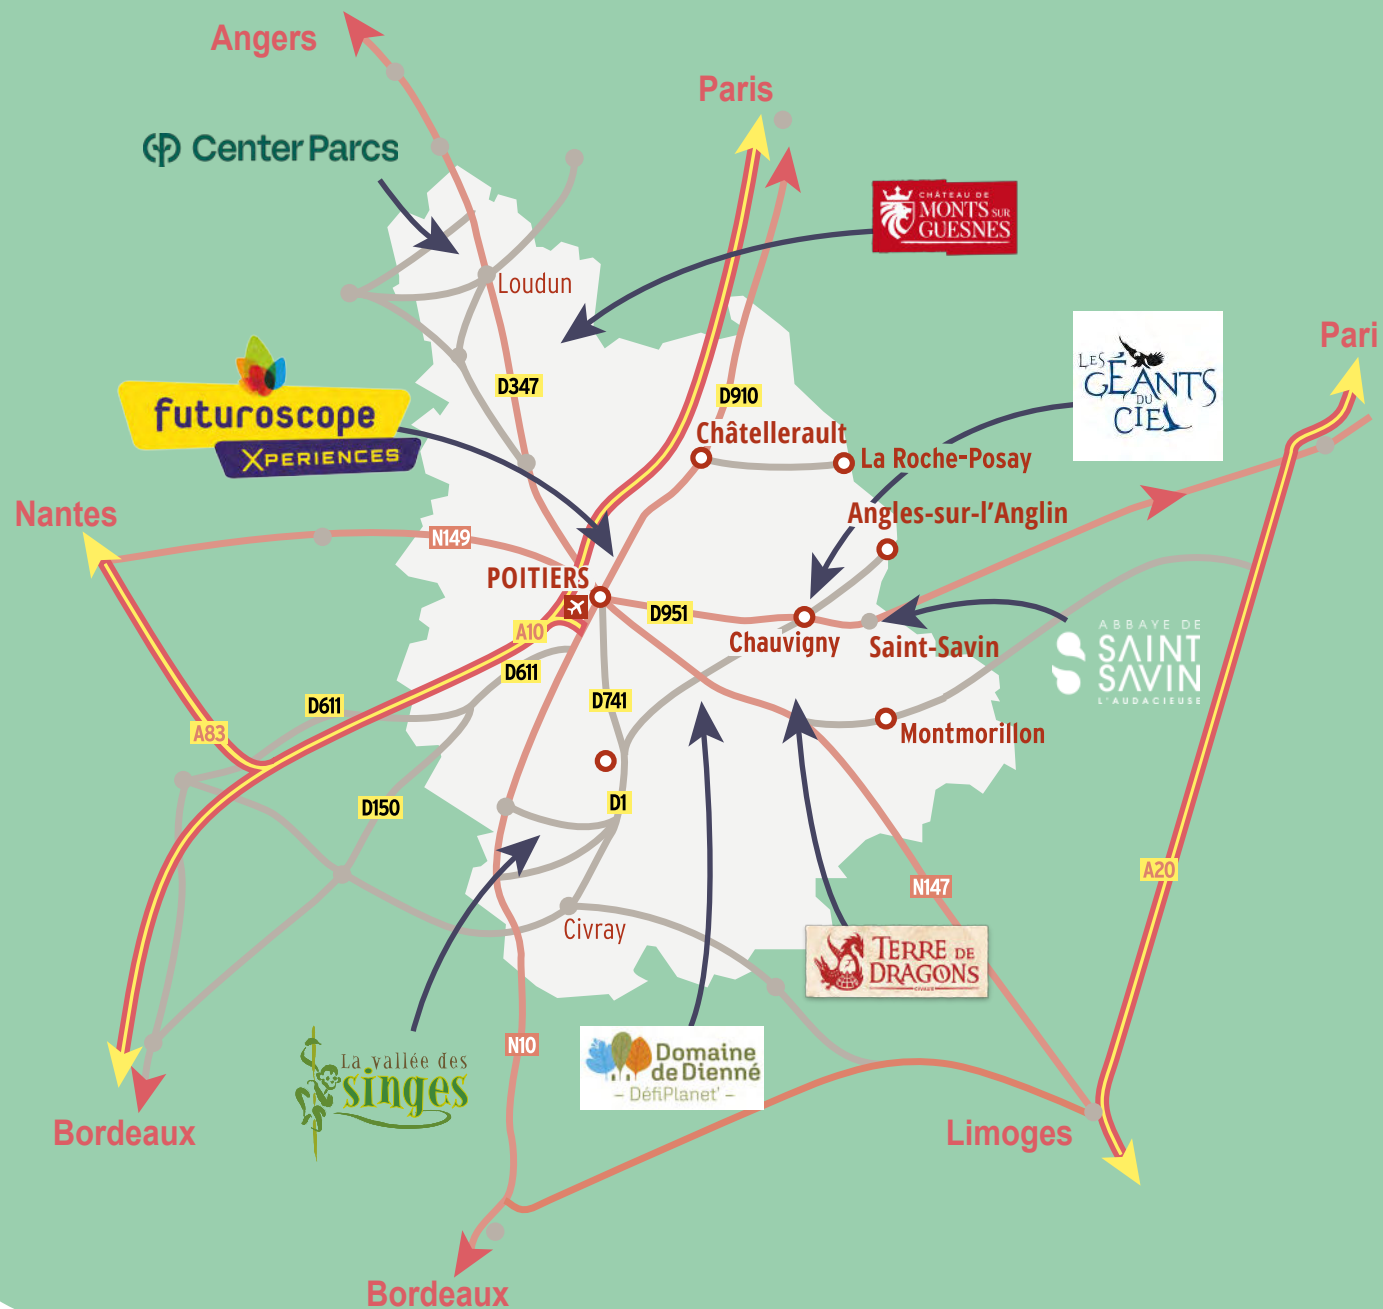 Angers
Paris
Center Parcs
CHÂTEAU DE
MONTS SUR
GUESNES
Loudun
LES
GÉANTS
DU
CIEL
Pari
futuroscope
XPERIENCES
D347
D910
Châtellerault
La Roche-Posay
Nantes
Angles-sur-l'Anglin
N149
POITIERS
D951
A10
Chauvigny
Saint-Savin
ABBAYE DE
SAINT
SAVIN
L'AUDACIEUSE
D611
D741
D611
A83
Montmorillon
D150
D1
A20
N147
Civray
TERRE DE
DRAGONS
CIVAUX
N10
La vallée des
singes
Domaine
de Dienné
– DéfiPlanet' –
Bordeaux
Limoges
Bordeaux